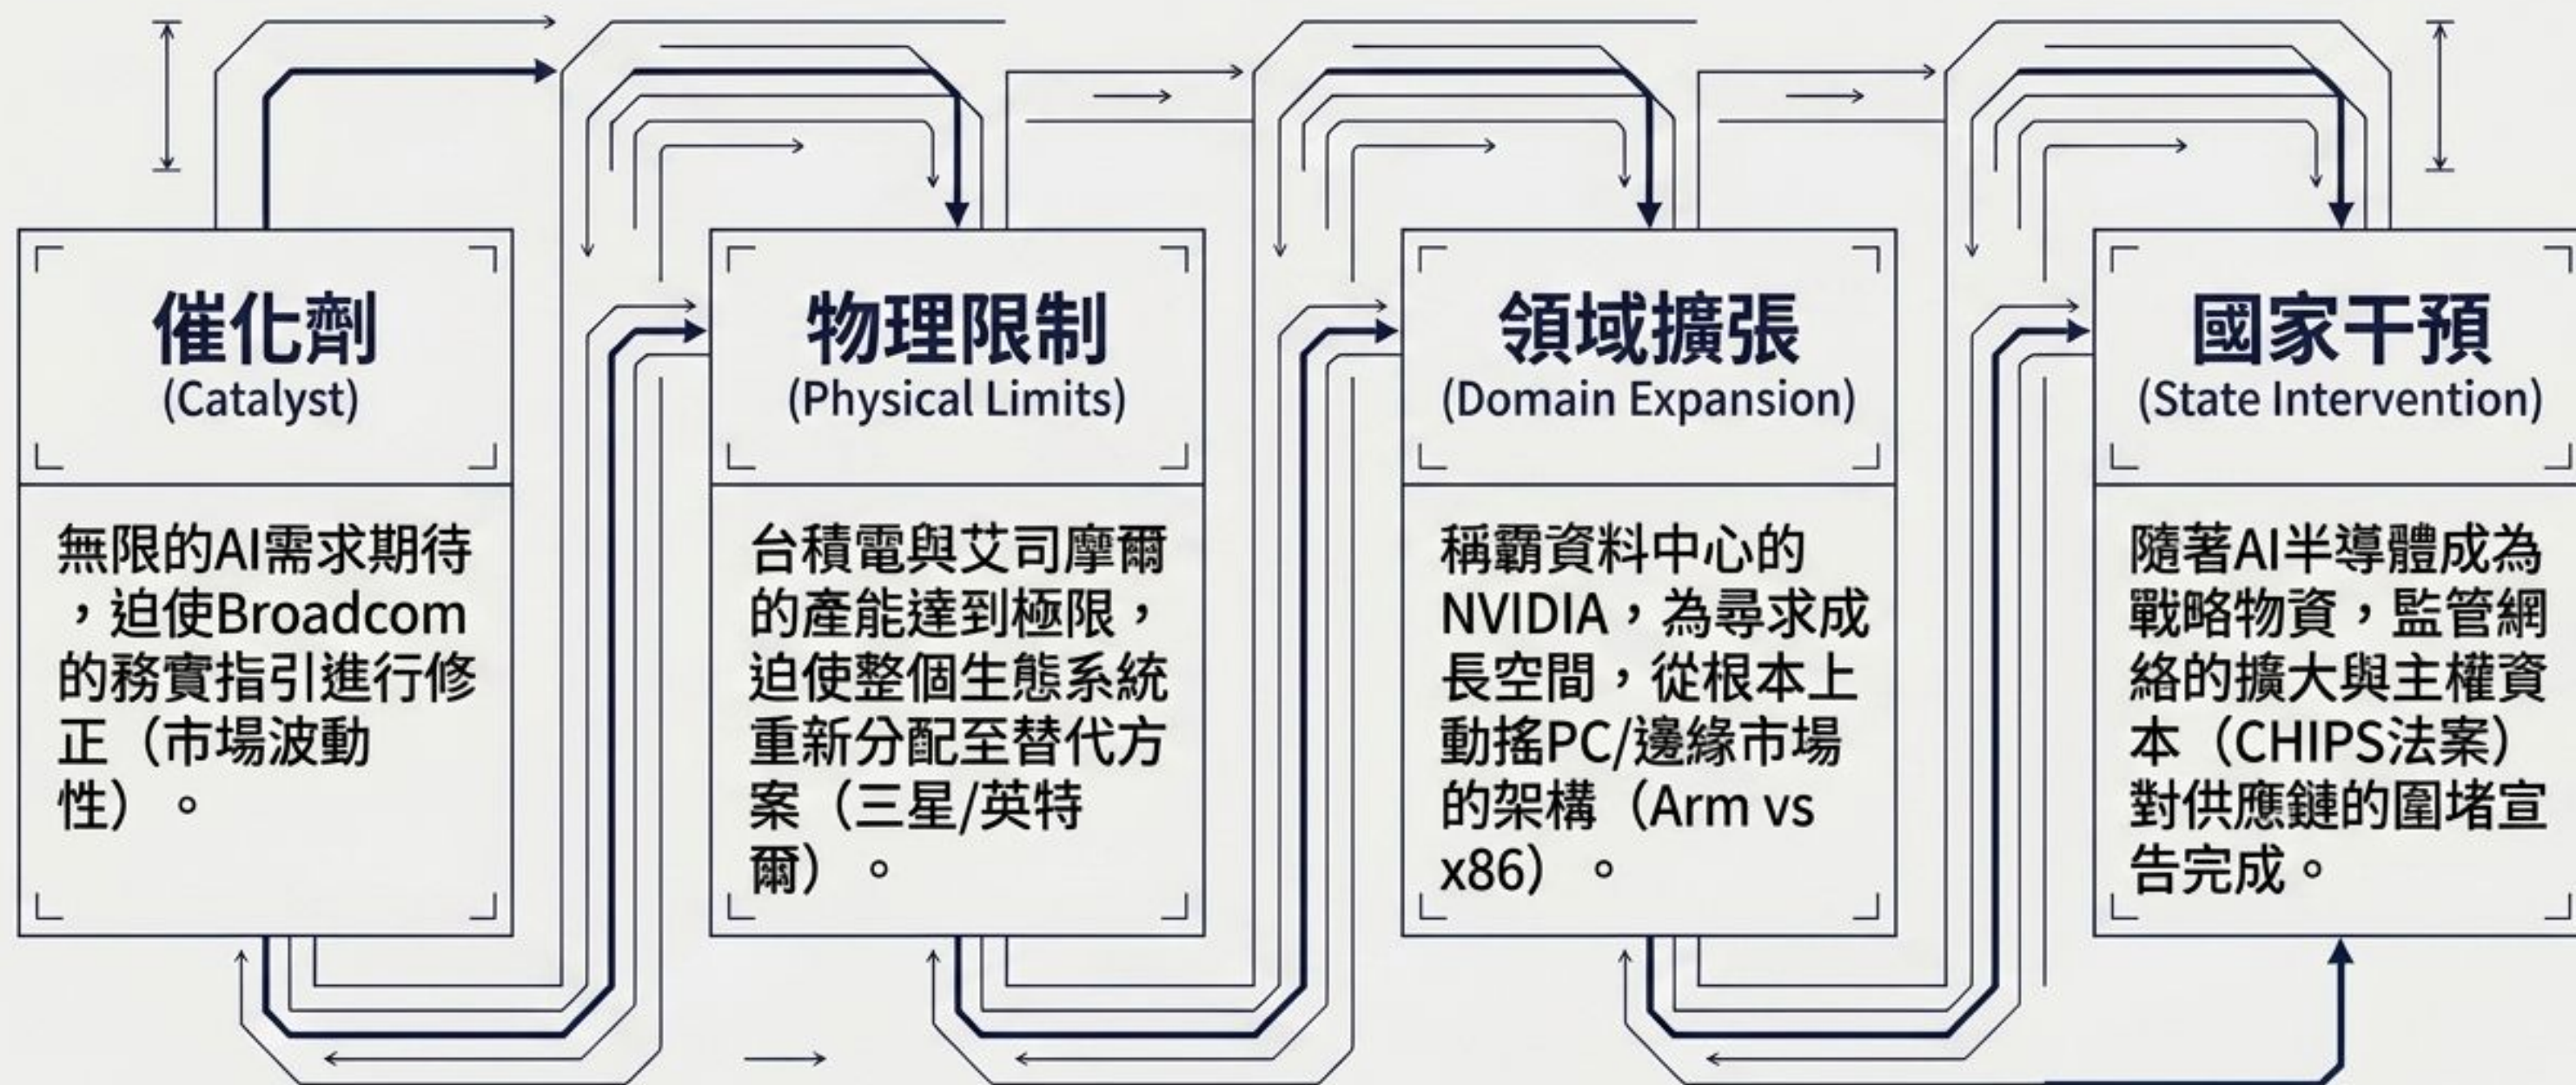 催化劑
(Catalyst)
無限的AI需求期待
，迫使Broadcom
的務實指引進行修
正（市場波動
性）。
物理限制
(Physical Limits)
台積電與艾司摩爾
的產能達到極限，
迫使整個生態系統
重新分配至替代方
案（三星/英特
爾）。
領域擴張
(Domain Expansion)
稱霸資料中心的
NVIDIA，為尋求成
長空間，從根本上
動搖PC/邊緣市場
的架構（Arm vs
x86）。
國家干預
(State Intervention)
隨著AI半導體成為
戰略物資，監管網
絡的擴大與主權資
本（CHIPS法案）
對供應鏈的圍堵宣
告完成。